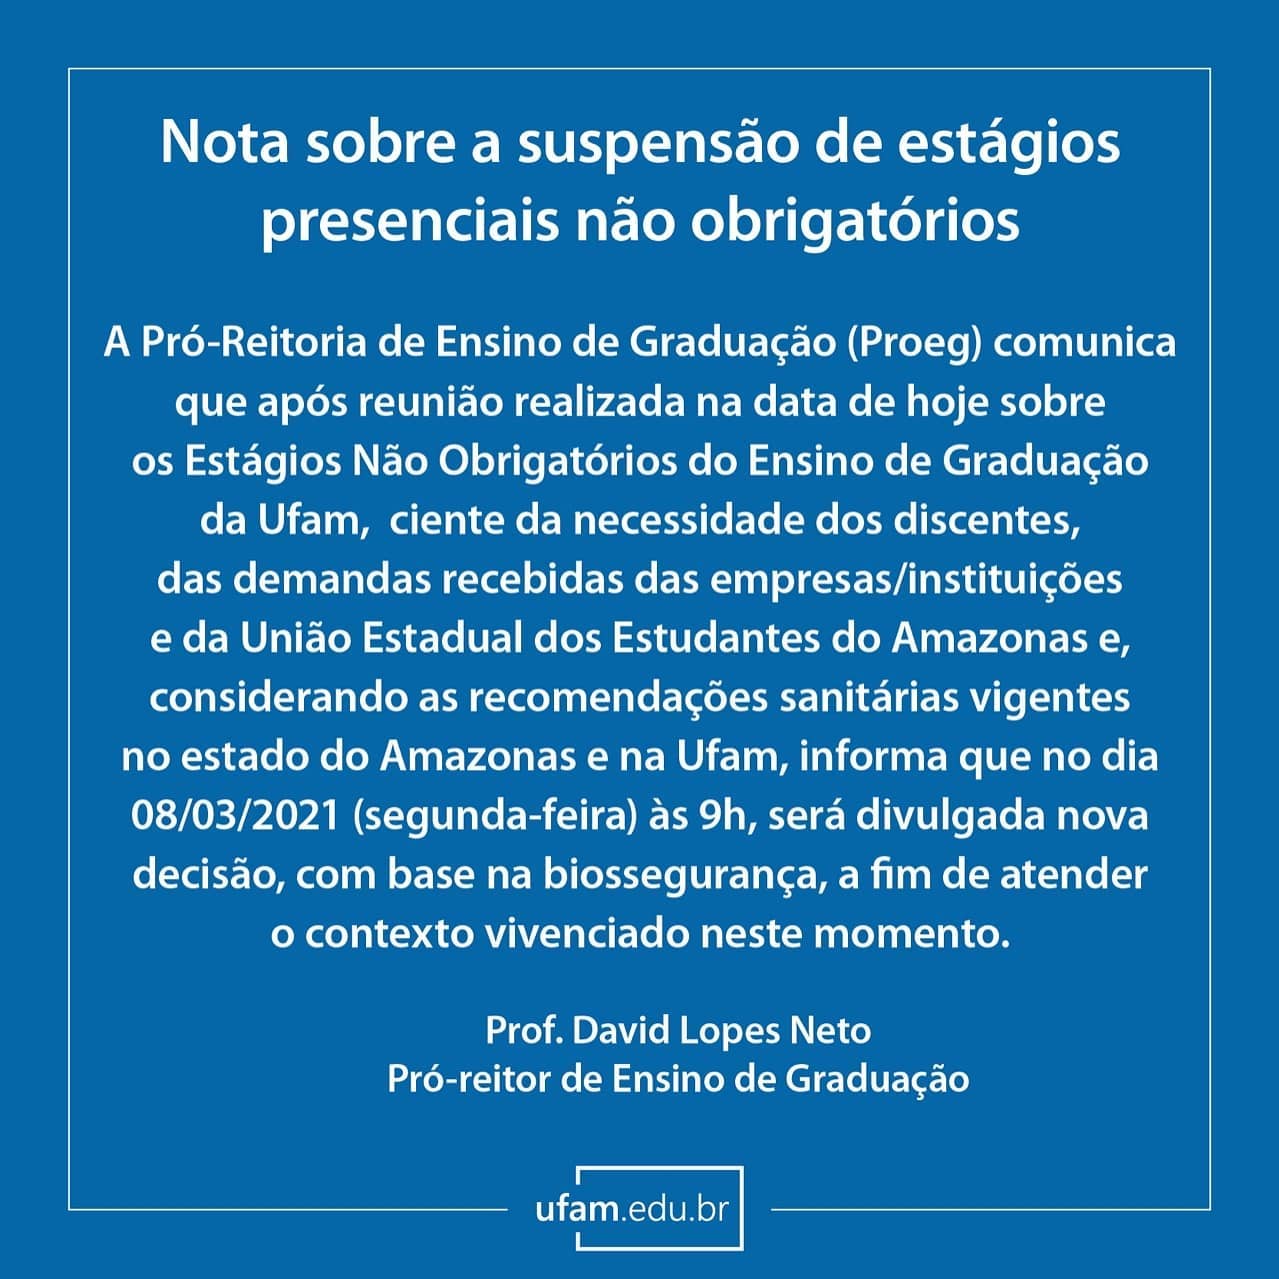 Nota sobre a suspensão de estágios
presenciais não obrigatórios
A Pró-Reitoria de Ensino de Graduação (Proeg) comunica
que após reunião realizada na data de hoje sobre
os Estágios Não Obrigatórios do Ensino de Graduação
da Ufam, ciente da necessidade dos discentes,
das demandas recebidas das empresas/instituições
e da União Estadual dos Estudantes do Amazonas e,
considerando as recomendações sanitárias vigentes
no estado do Amazonas e na Ufam, informa que no dia
08/03/2021 (segunda-feira) às 9h, será divulgada nova
decisão, com base na biossegurança, a fim de atender
o contexto vivenciado neste momento.
Prof. David Lopes Neto
Pró-reitor de Ensino de Graduação
ufam.edu.br